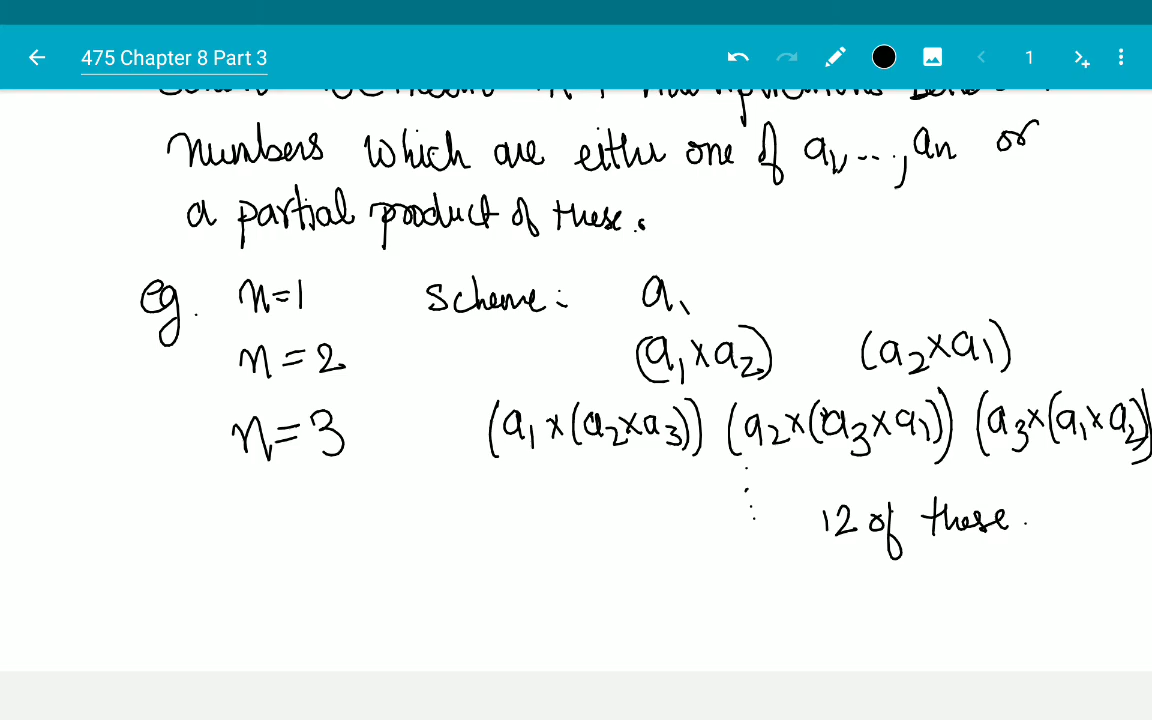 475 Chapter 8 Part 3
1
numbers which are either one of a₁, ..., aₙ or
a partial product of these.
eg. n=1 scheme: a₁
n=2 (a₁×a₂) (a₂×a₁)
n=3 (a₁×(a₂×a₃)) (a₂×(a₃×a₁)) (a₃×(a₁×a₂))
⋮ 12 of these.